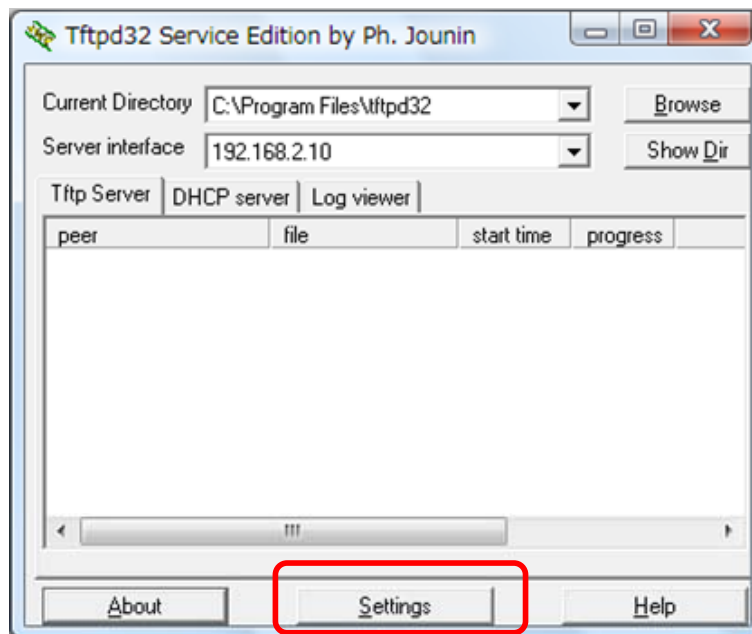 Tftpd32 Service Edition by Ph. Jounin
Current Directory C:\Program Files\tftpd32 Browse
Server interface 192.168.2.10 Show Dir
Tftp Server DHCP server Log viewer
peer file start time progress
About Settings Help